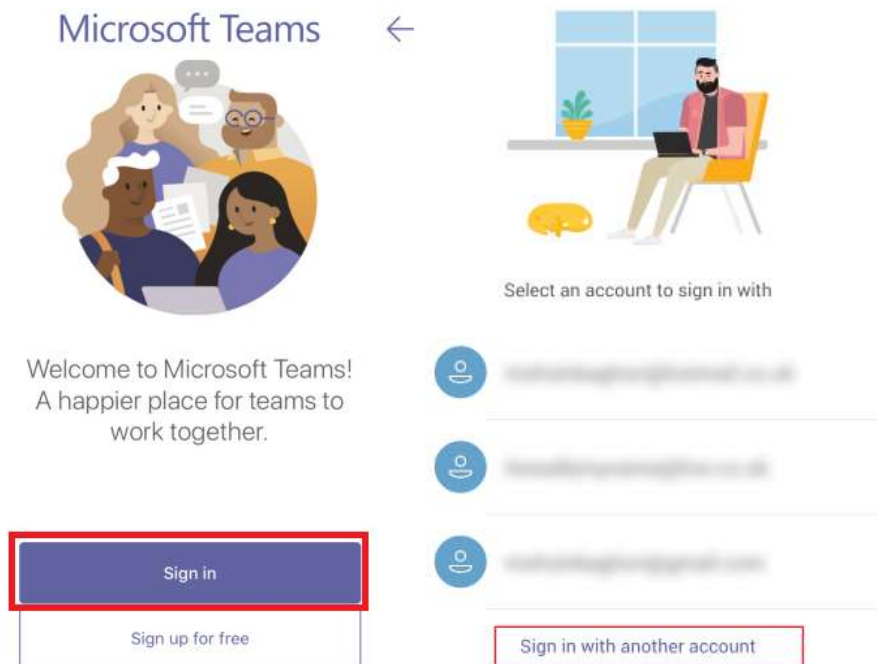 Microsoft Teams
Welcome to Microsoft Teams!
A happier place for teams to
work together.
Sign in
Sign up for free
Select an account to sign in with
Sign in with another account